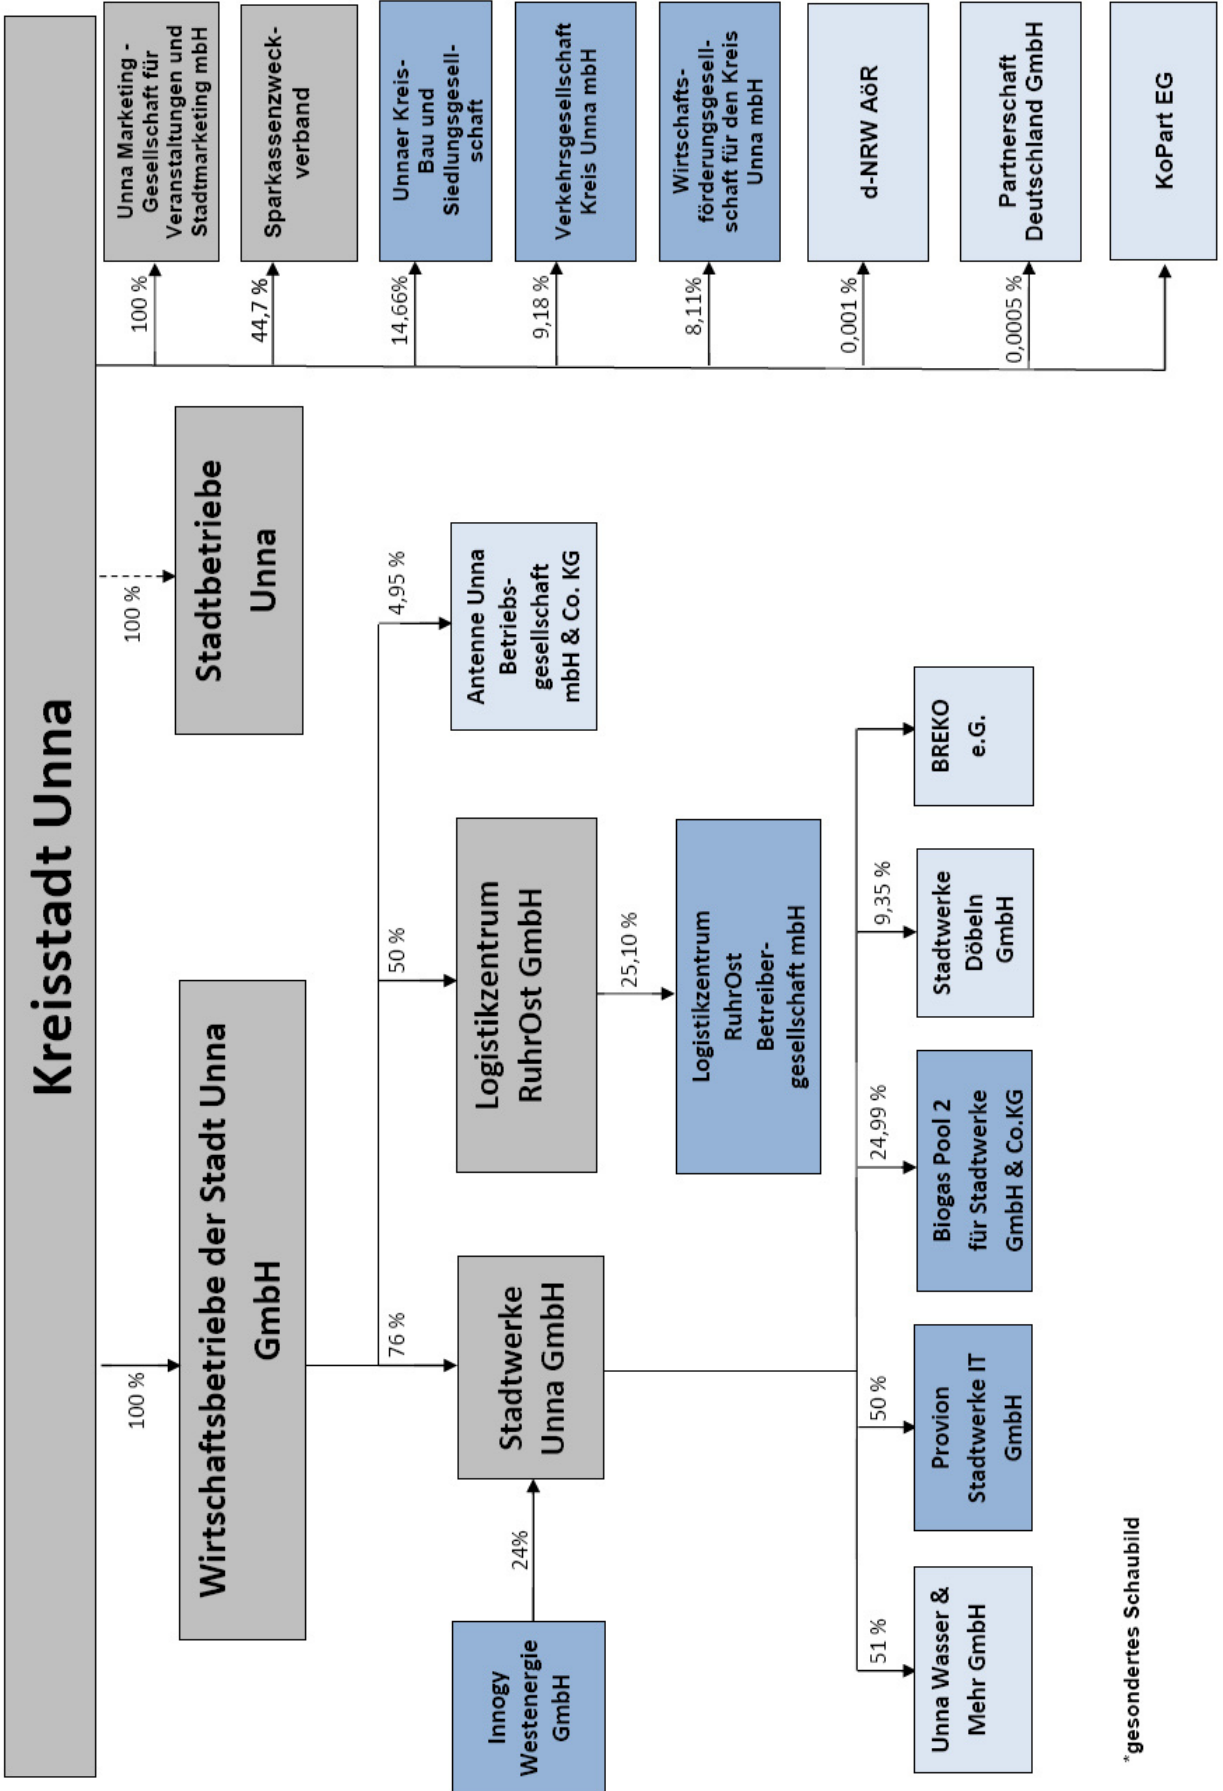 Kreisstadt Unna
100 %
Wirtschaftsbetriebe der Stadt Unna
GmbH
100 %
Stadtbetriebe
Unna
100 %
Unna Marketing -
Gesellschaft für
Veranstaltungen und
Stadtmarketing mbH
44,7 %
Sparkassenzweck-
verband
14,66%
Unnaer Kreis-
Bau und
Siedlungsgesell-
schaft
9,18 %
Verkehrsgesellschaft
Kreis Unna mbH
8,11%
Wirtschafts-
förderungsgesell-
schaft für den Kreis
Unna mbH
0,001 %
d-NRW AöR
0,0005 %
Partnerschaft
Deutschland GmbH
KoPart EG
76 %
Stadtwerke
Unna GmbH
50 %
Logistikzentrum
RuhrOst GmbH
4,95 %
Antenne Unna
Betriebs-
gesellschaft
mbH & Co. KG
Innogy
Westenergie
GmbH
24%
25,10 %
Logistikzentrum
RuhrOst
Betreiber-
gesellschaft mbH
51 %
Unna Wasser &
Mehr GmbH
50 %
Provion
Stadtwerke IT
GmbH
24,99 %
Biogas Pool 2
für Stadtwerke
GmbH & Co.KG
9,35 %
Stadtwerke
Döbeln
GmbH
BREKO
e.G.
*gesondertes Schaubild